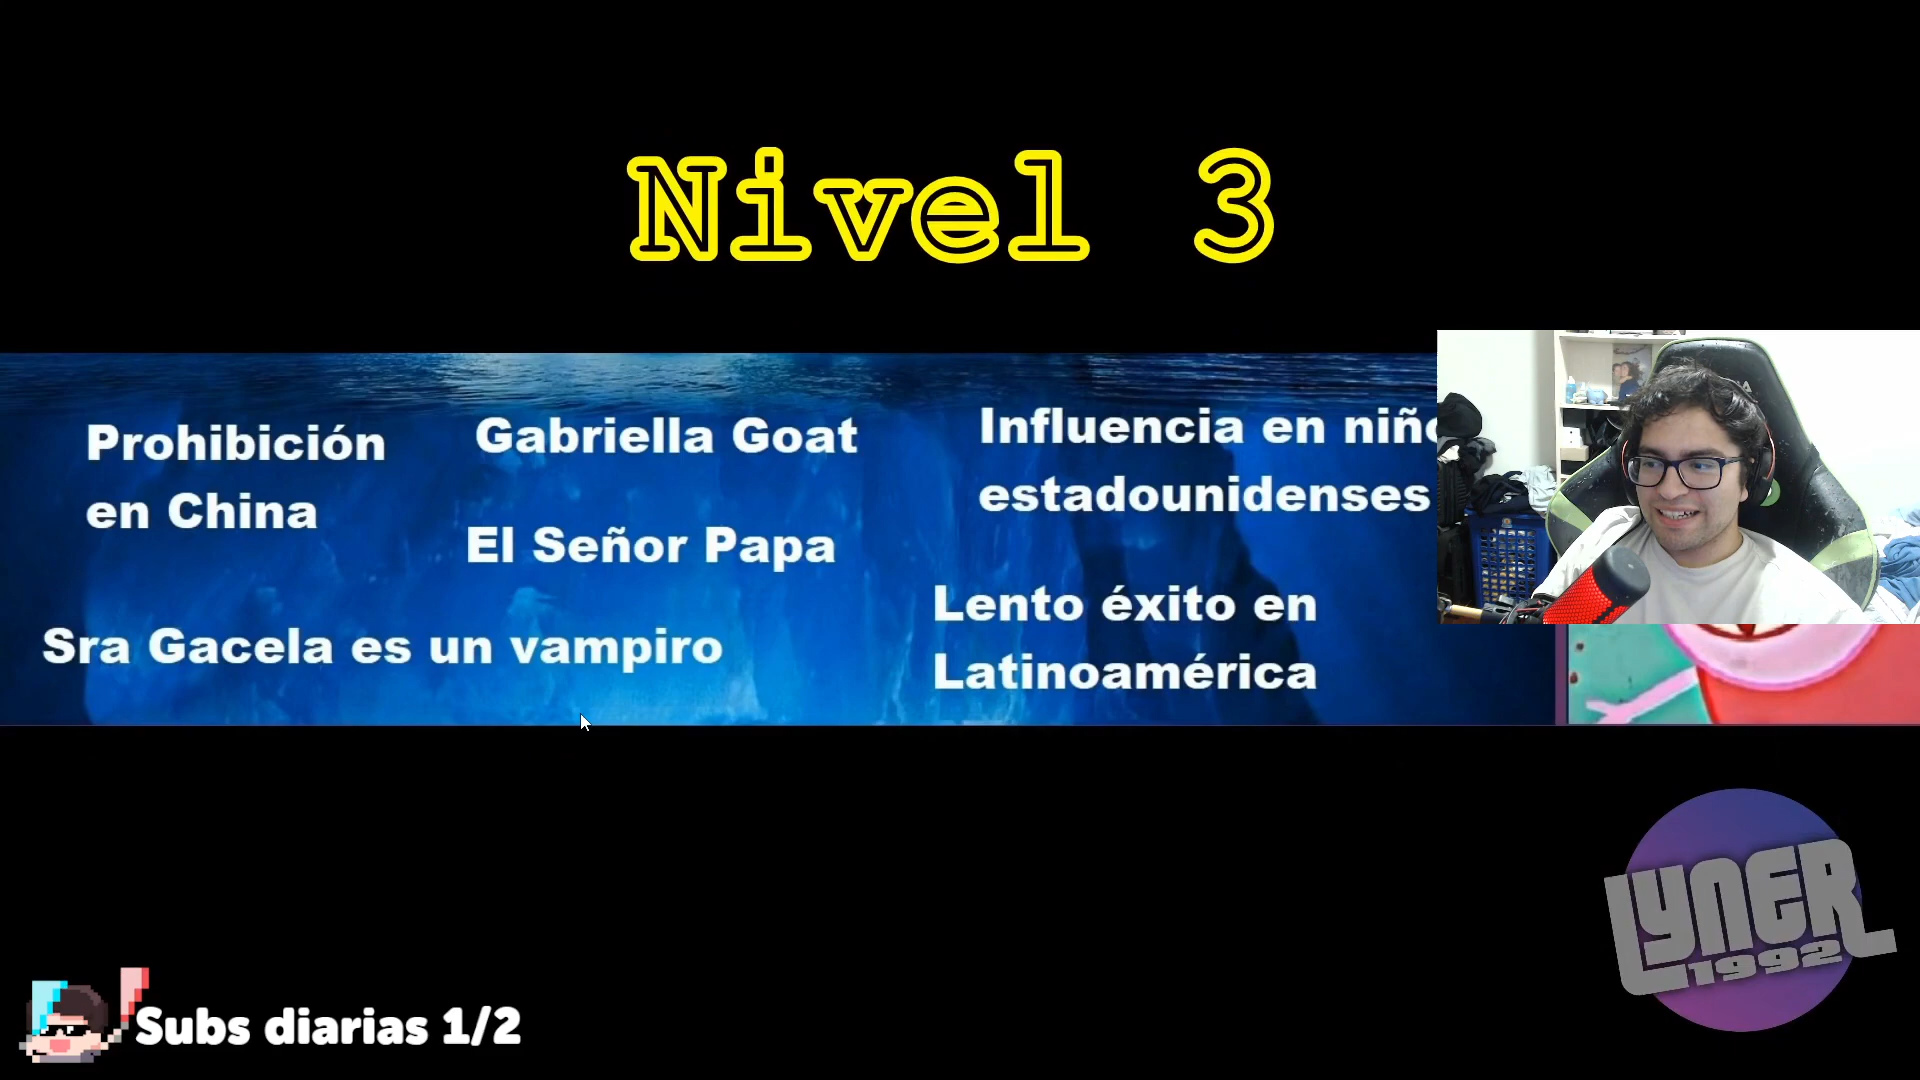 Nivel 3
Prohibición
en China
Gabriella Goat
El Señor Papa
Sra Gacela es un vampiro
Influencia en niño
estadounidenses
Lento éxito en
Latinoamérica
LYNER
1992
Subs diarias 1/2